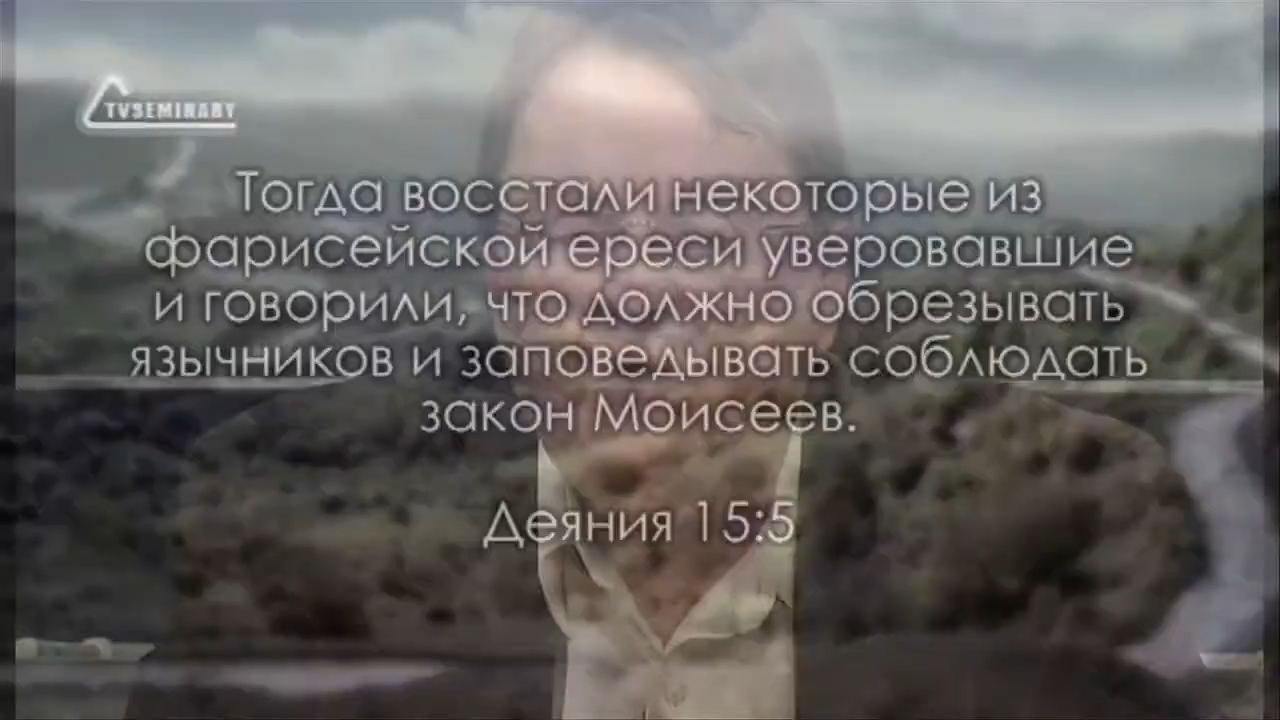 TVSEMINARY
Тогда восстали некоторые из
фарисейской ереси уверовавшие
и говорили, что должно обрезывать
язычников и заповедывать соблюдать
закон Моисеев.
Деяния 15:5